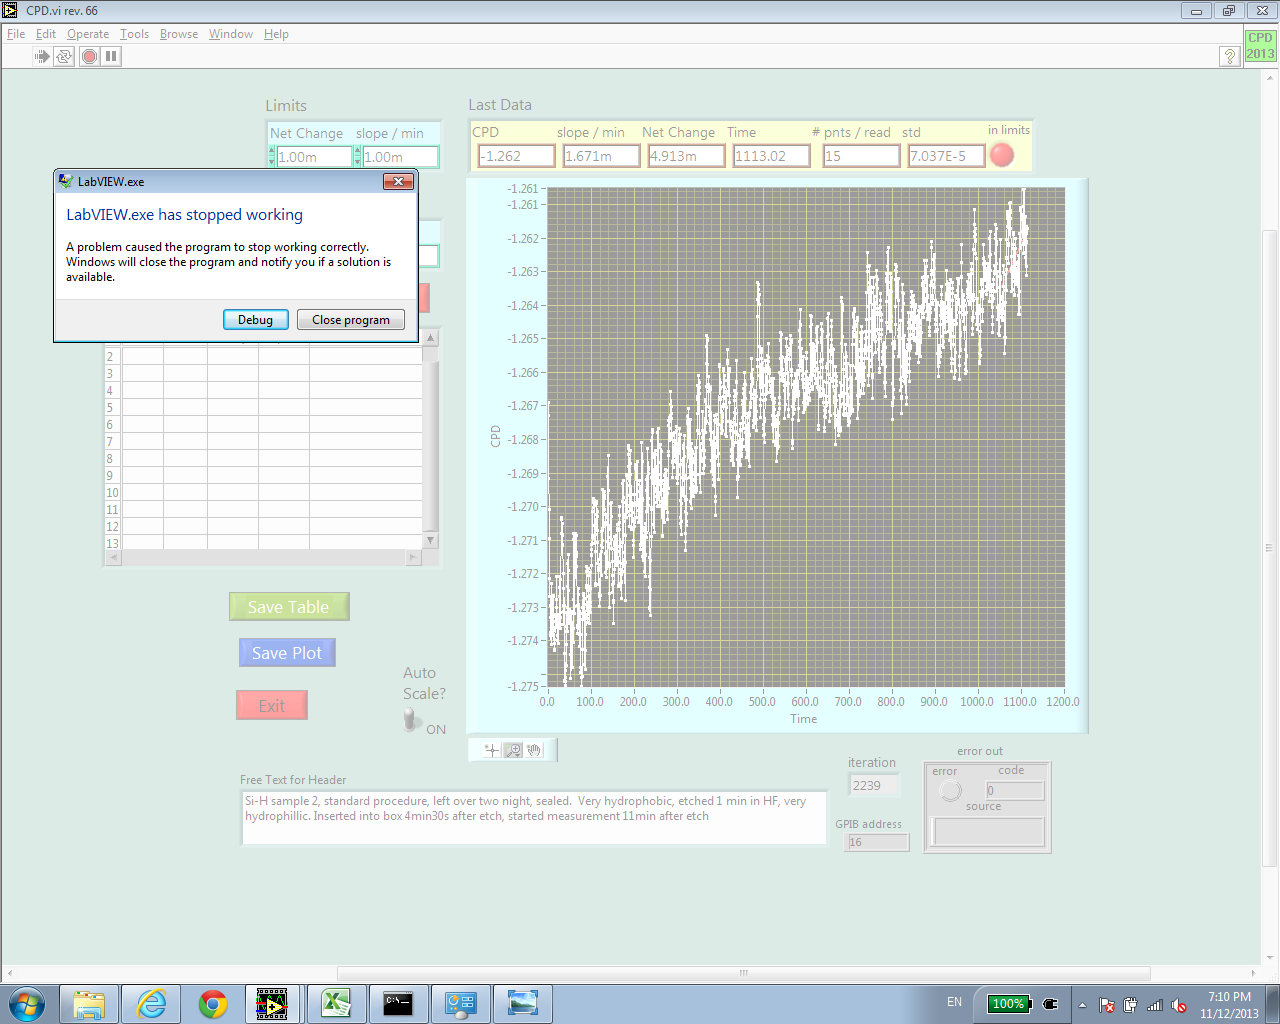 CPD.vi rev. 66
File Edit Operate Tools Browse Window Help
CPD
2013
Limits
Net Change slope / min
1.00m 1.00m
Last Data
CPD slope / min Net Change Time # pnts / read std in limits
-1.262 1.671m 4.913m 1113.02 15 7.037E-5
LabVIEW.exe
LabVIEW.exe has stopped working
A problem caused the program to stop working correctly.
Windows will close the program and notify you if a solution is
available.
Debug Close program
2
3
4
5
6
7
8
9
10
11
12
13
Save Table
Save Plot
Exit
Auto
Scale?
ON
CPD
-1.261
-1.261
-1.262
-1.263
-1.264
-1.265
-1.266
-1.267
-1.268
-1.269
-1.270
-1.271
-1.272
-1.273
-1.274
-1.275
0.0 100.0 200.0 300.0 400.0 500.0 600.0 700.0 800.0 900.0 1000.0 1100.0 1200.0
Time
Free Text for Header
Si-H sample 2, standard procedure, left over two night, sealed. Very hydrophobic, etched 1 min in HF, very
hydrophillic. Inserted into box 4min30s after etch, started measurement 11min after etch
iteration
2239
GPIB address
16
error out
error code
0
source
C:\
EN
100%
7:10 PM
11/12/2013